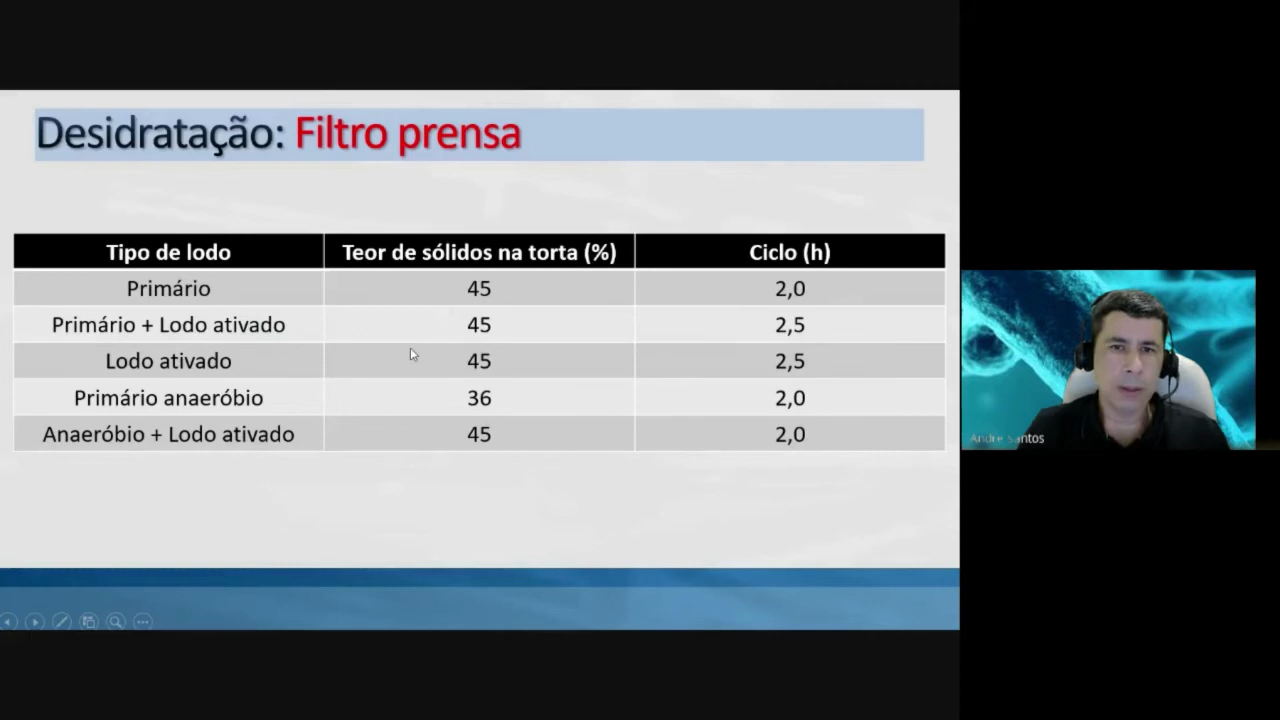 Desidratação: Filtro prensa
Tipo de lodo Teor de sólidos na torta (%) Ciclo (h)
Primário 45 2,0
Primário + Lodo ativado 45 2,5
Lodo ativado 45 2,5
Primário anaeróbio 36 2,0
Anaeróbio + Lodo ativado 45 2,0
Andre Santos